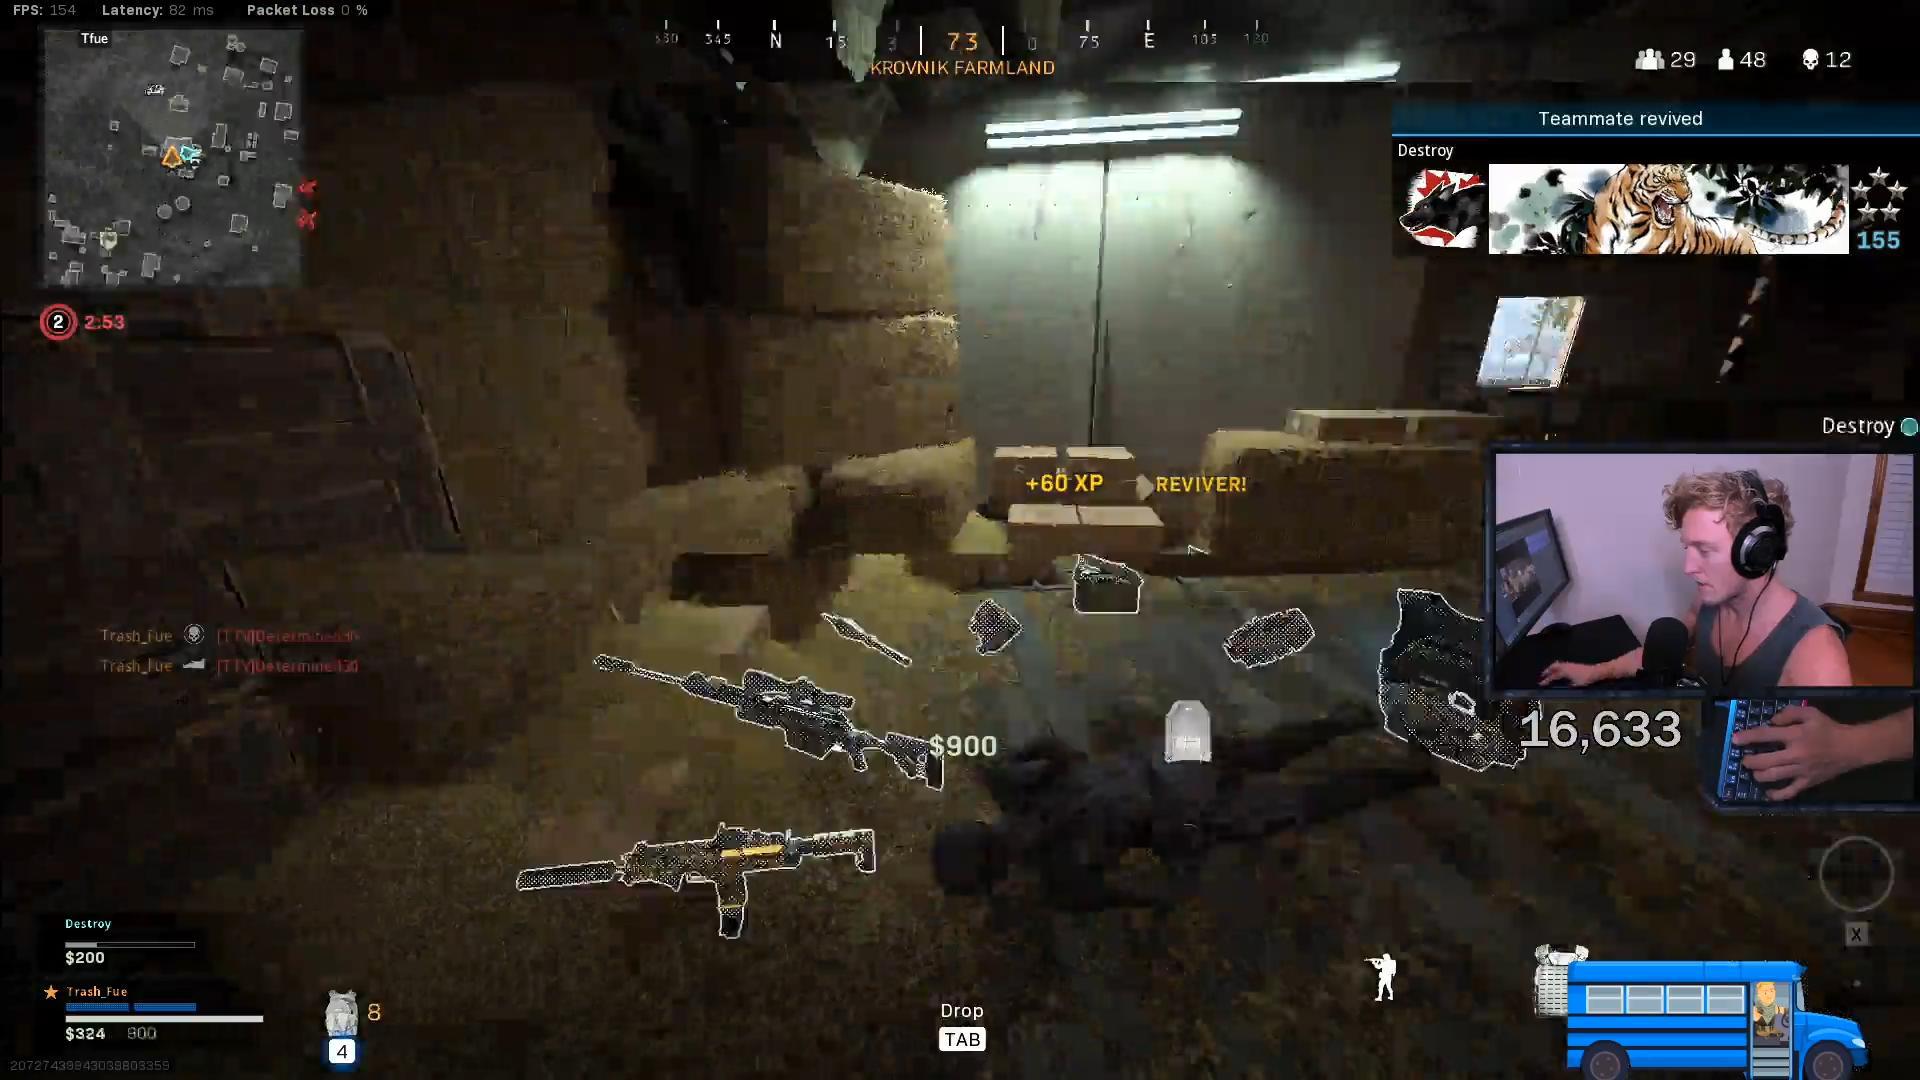 FPS: 154 Latency: 82 ms Packet Loss 0 %
Tfue
345 N 15 73 75 E 105 120
KROVNIK FARMLAND
29 48 12
Teammate revived
Destroy
155
2 2:53
Destroy
+60 XP REVIVER!
Trash_Fue
Trash_Fue
$900
16,633
Destroy
$200
Trash_Fue
$324 900
8
4
Drop
TAB
X